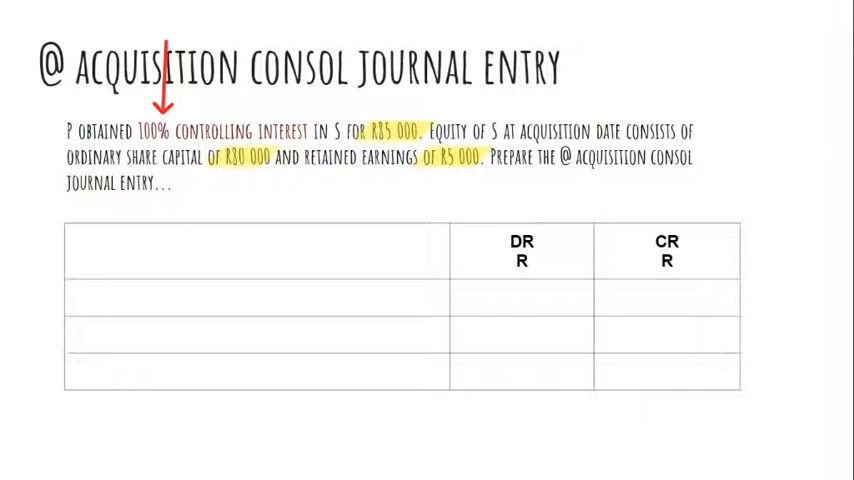 @ ACQUISITION CONSOL JOURNAL ENTRY
P OBTAINED 100% CONTROLLING INTEREST IN S FOR R85 000. EQUITY OF S AT ACQUISITION DATE CONSISTS OF
ORDINARY SHARE CAPITAL OF R80 000 AND RETAINED EARNINGS OF R5 000. PREPARE THE @ ACQUISITION CONSOL
JOURNAL ENTRY...
DR CR
R R